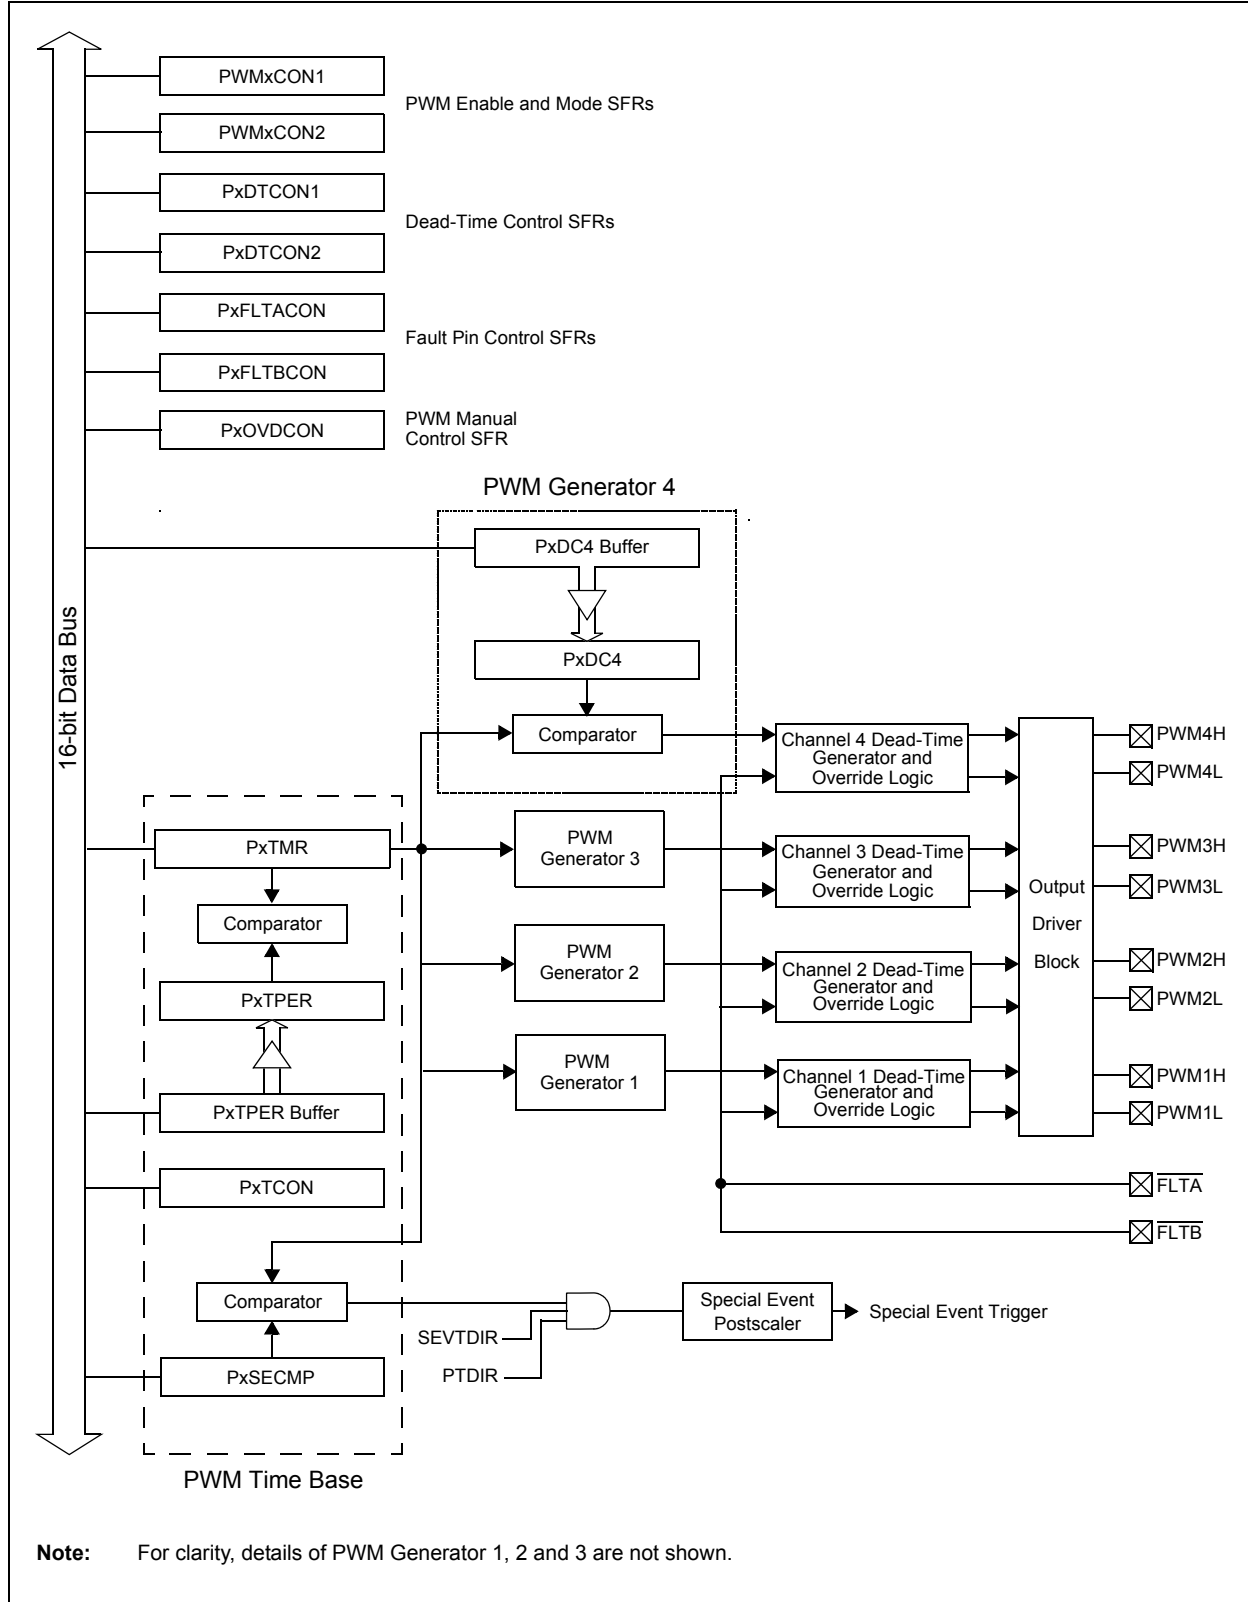 PWMxCON1
PWM Enable and Mode SFRs
PWMxCON2
PxDTCON1
Dead-Time Control SFRs
PxDTCON2
PxFLTACON
Fault Pin Control SFRs
PxFLTBCON
PxOVDCON
PWM Manual
Control SFR
16-bit Data Bus
PWM Generator 4
PxDC4 Buffer
PxDC4
Comparator
Channel 4 Dead-Time
Generator and
Override Logic
PWM4H
PWM4L
PxTMR
PWM
Generator 3
Channel 3 Dead-Time
Generator and
Override Logic
PWM3H
PWM3L
Output
Driver
Block
Comparator
PWM
Generator 2
Channel 2 Dead-Time
Generator and
Override Logic
PWM2H
PWM2L
PxTPER
PWM
Generator 1
Channel 1 Dead-Time
Generator and
Override Logic
PWM1H
PWM1L
PxTPER Buffer
PxTCON
FLTA
FLTB
Comparator
SEVTDIR
PTDIR
Special Event
Postscaler
Special Event Trigger
PxSECMP
PWM Time Base
Note: For clarity, details of PWM Generator 1, 2 and 3 are not shown.